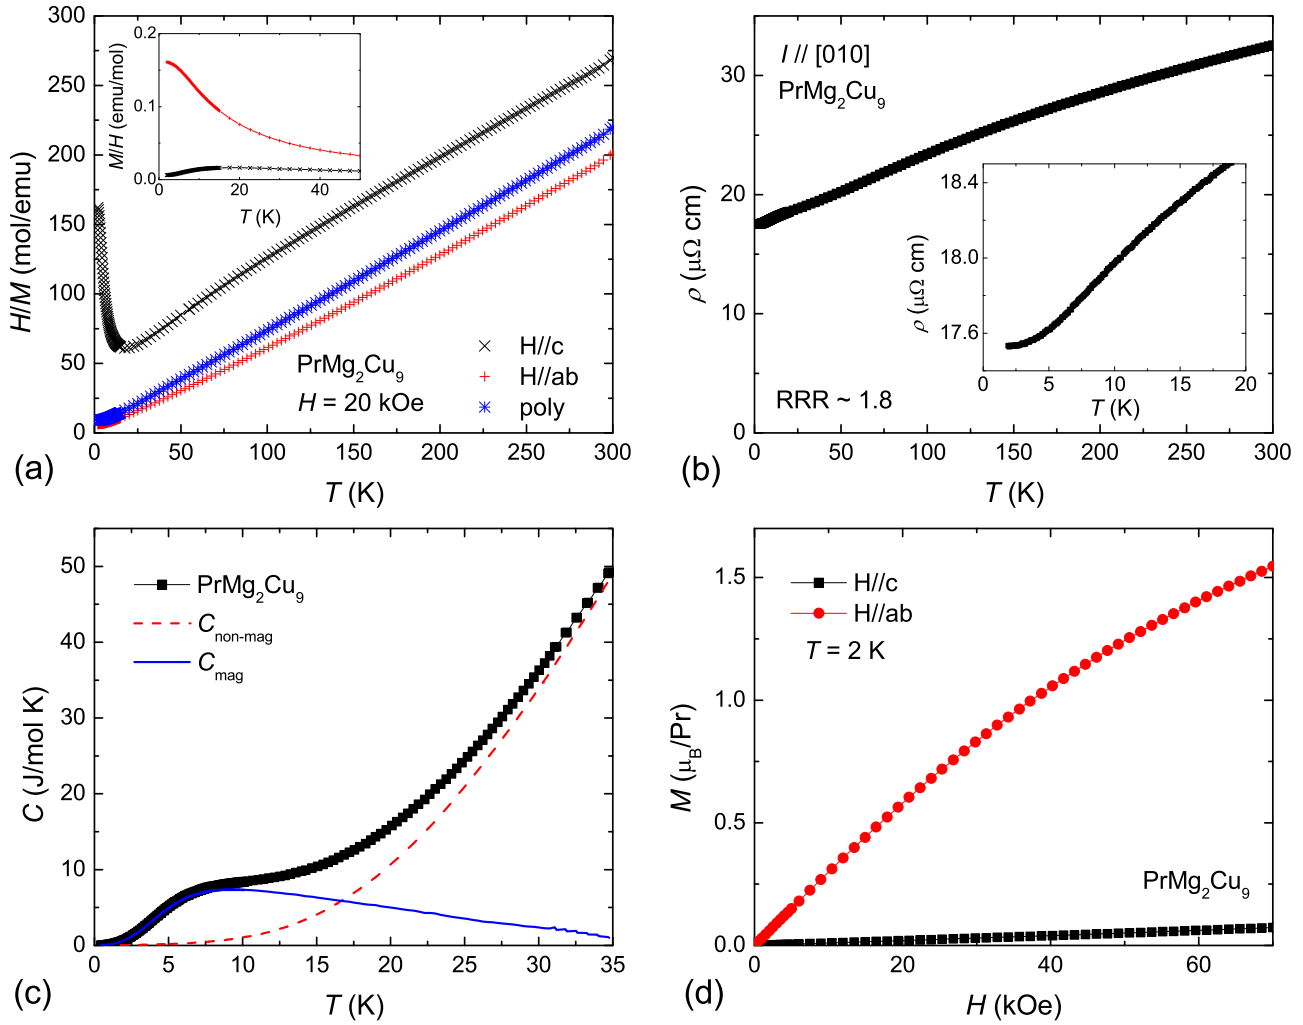 300
250
200
150
100
50
0
H/M (mol/emu)
0.2
0.1
0.0
M/H (emu/mol)
0
20
40
T (K)
H//c
H//ab
poly
PrMg₂Cu₉
H = 20 kOe
0
50
100
150
200
250
300
T (K)
(a)
30
20
10
0
ρ (μΩ cm)
I // [010]
PrMg₂Cu₉
18.4
18.0
17.6
ρ (μΩ cm)
0
5
10
15
20
T (K)
RRR ~ 1.8
0
50
100
150
200
250
300
T (K)
(b)
50
40
30
20
10
0
C (J/mol K)
PrMg₂Cu₉
C non-mag
C mag
0
5
10
15
20
25
30
35
T (K)
(c)
1.5
1.0
0.5
0.0
M (μB/Pr)
H//c
H//ab
T = 2 K
PrMg₂Cu₉
0
20
40
60
H (kOe)
(d)